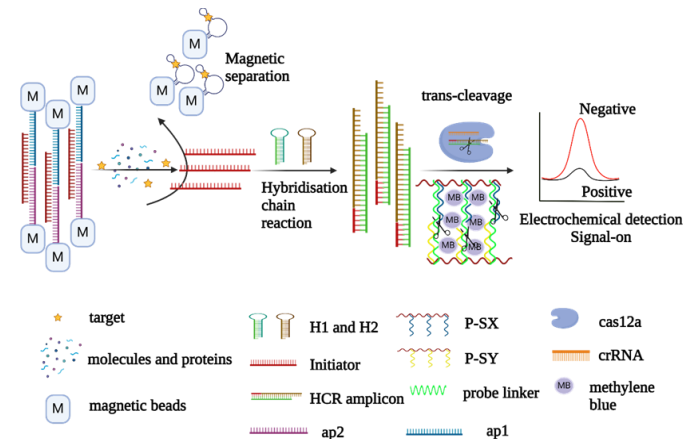 M
Magnetic
separation
M
M
M
M
M
M
trans-cleavage
Negative
Positive
Hybridisation
chain
reaction
MB
MB
MB
MB
MB
MB
Electrochemical detection
Signal-on
M
M
M
target
H1 and H2
P-SX
cas12a
molecules and proteins
Initiator
P-SY
crRNA
M
magnetic beads
HCR amplicon
probe linker
MB
methylene
blue
ap2
ap1